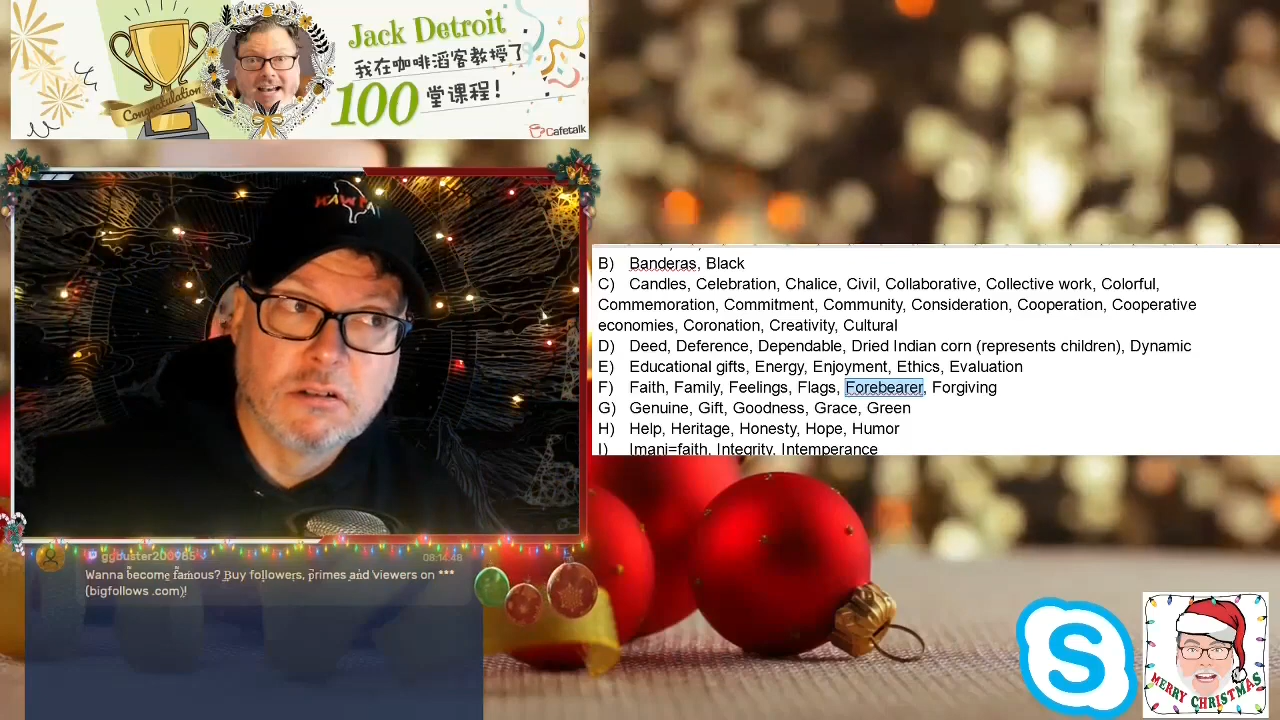 Jack Detroit
我在咖啡滔客教授了
100 堂课程!
Congratulation
Cafetalk
B) Banderas, Black
C) Candles, Celebration, Chalice, Civil, Collaborative, Collective work, Colorful,
Commemoration, Commitment, Community, Consideration, Cooperation, Cooperative
economies, Coronation, Creativity, Cultural
D) Deed, Deference, Dependable, Dried Indian corn (represents children), Dynamic
E) Educational gifts, Energy, Enjoyment, Ethics, Evaluation
F) Faith, Family, Feelings, Flags, Forebearer, Forgiving
G) Genuine, Gift, Goodness, Grace, Green
H) Help, Heritage, Honesty, Hope, Humor
I) Imani=faith, Integrity, Intemperance
08:14:48
Wanna become famous? Buy followers, primes and viewers on ***
(bigfollows .com)!
S
MERRY CHRISTMAS